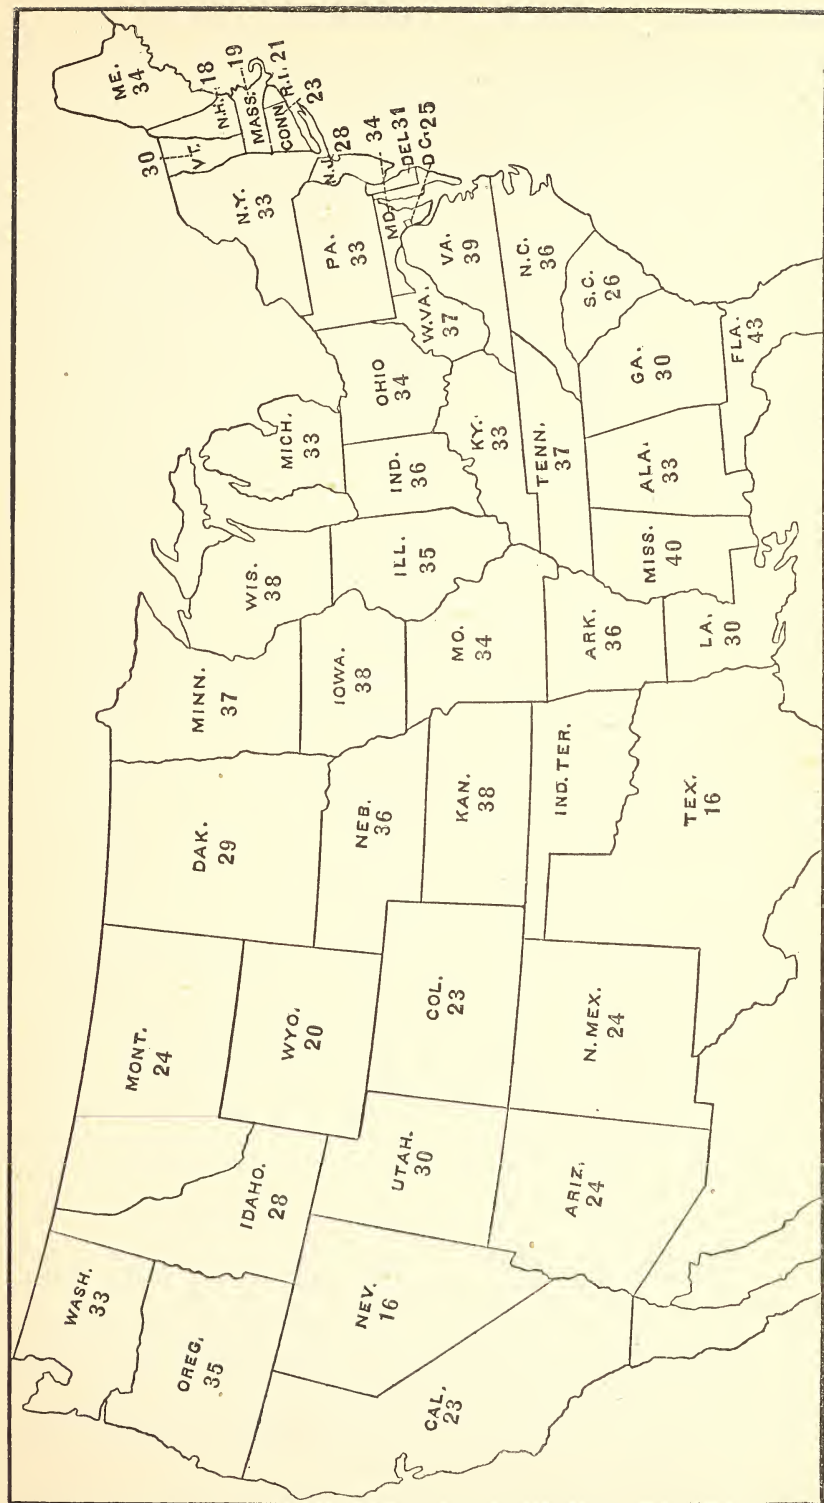 WASH.
33
OREG.
35
CAL.
23
NEV.
16
IDAHO.
28
MONT.
24
WYO.
20
UTAH.
30
COL.
23
ARIZ.
24
N. MEX.
24
DAK.
29
NEB.
36
KAN.
38
IND. TER.
TEX.
16
MINN.
37
IOWA.
38
MO.
34
ARK.
36
LA.
30
WIS.
38
ILL.
35
MICH.
33
IND.
36
OHIO
34
KY.
33
TENN.
37
MISS.
40
ALA.
33
GA.
30
FLA.
43
S.C.
26
N.C.
36
VA.
39
W.VA.
37
PA.
33
N.Y.
33
MD.
34
DEL 31
D C. 25
N.J.
28
30
VT.
N.H.
18
MASS.
19
CONN.
23
R.I. 21
ME.
34